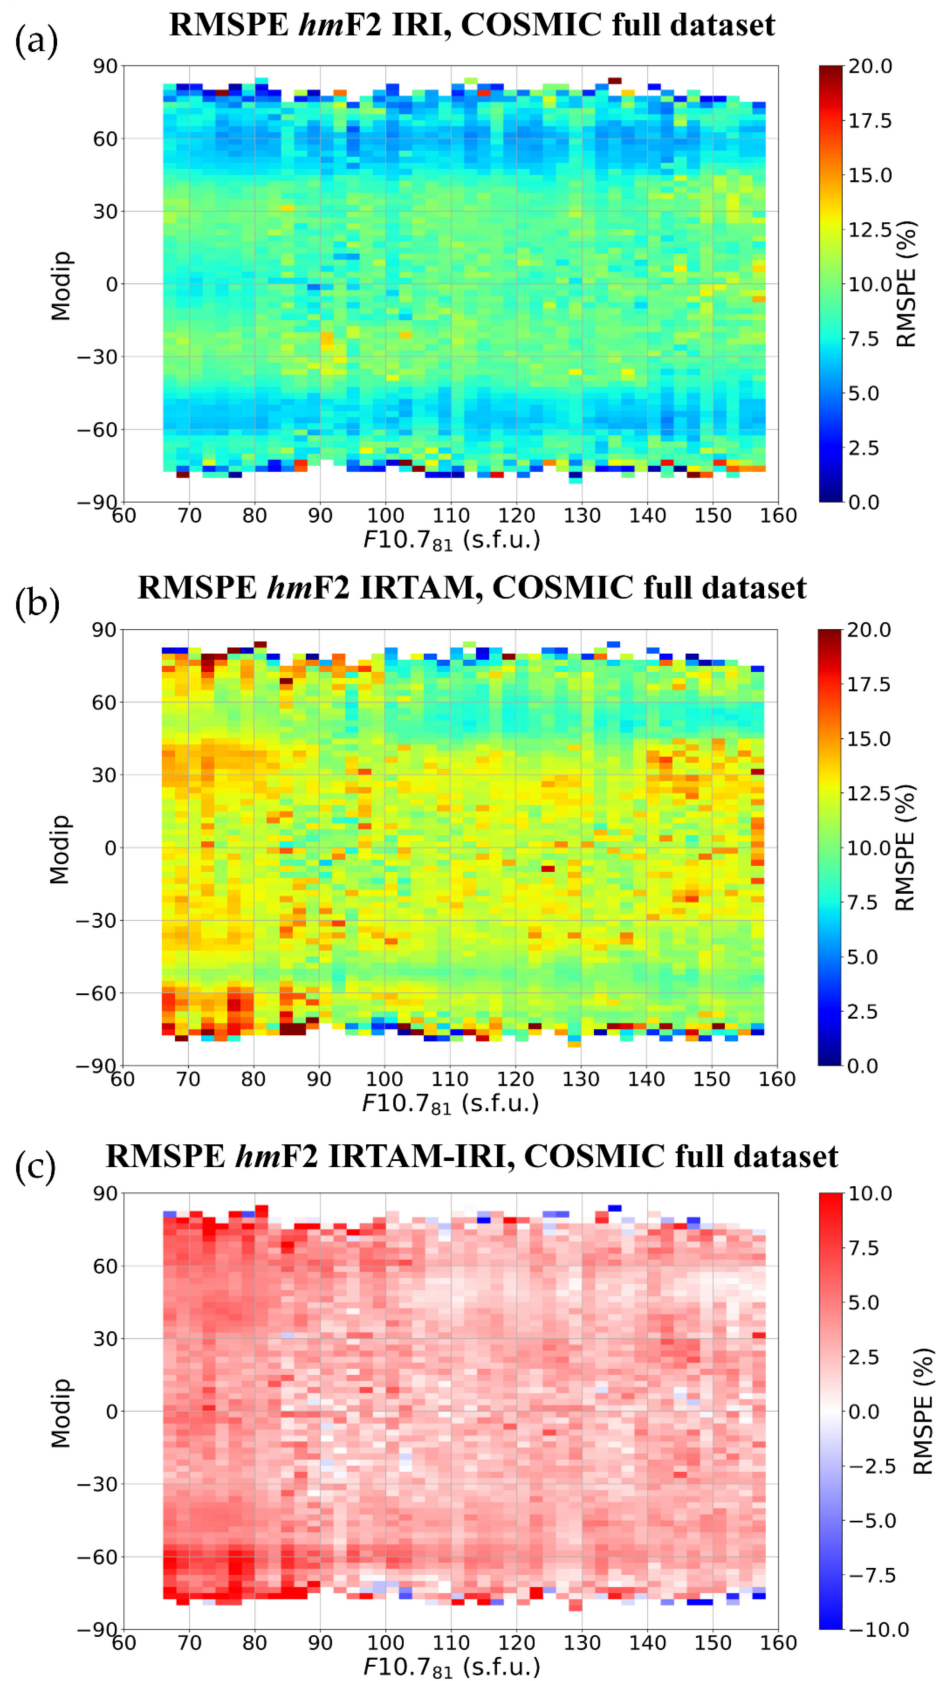 (a)
RMSPE hmF2 IRI, COSMIC full dataset
90
60
30
0
−30
−60
−90
Modip
60 70 80 90 100 110 120 130 140 150 160
F10.7₈₁ (s.f.u.)
20.0
17.5
15.0
12.5
10.0
7.5
5.0
2.5
0.0
RMSPE (%)
(b)
RMSPE hmF2 IRTAM, COSMIC full dataset
90
60
30
0
−30
−60
−90
Modip
60 70 80 90 100 110 120 130 140 150 160
F10.7₈₁ (s.f.u.)
20.0
17.5
15.0
12.5
10.0
7.5
5.0
2.5
0.0
RMSPE (%)
(c)
RMSPE hmF2 IRTAM-IRI, COSMIC full dataset
90
60
30
0
−30
−60
−90
Modip
60 70 80 90 100 110 120 130 140 150 160
F10.7₈₁ (s.f.u.)
10.0
7.5
5.0
2.5
0.0
−2.5
−5.0
−7.5
−10.0
RMSPE (%)